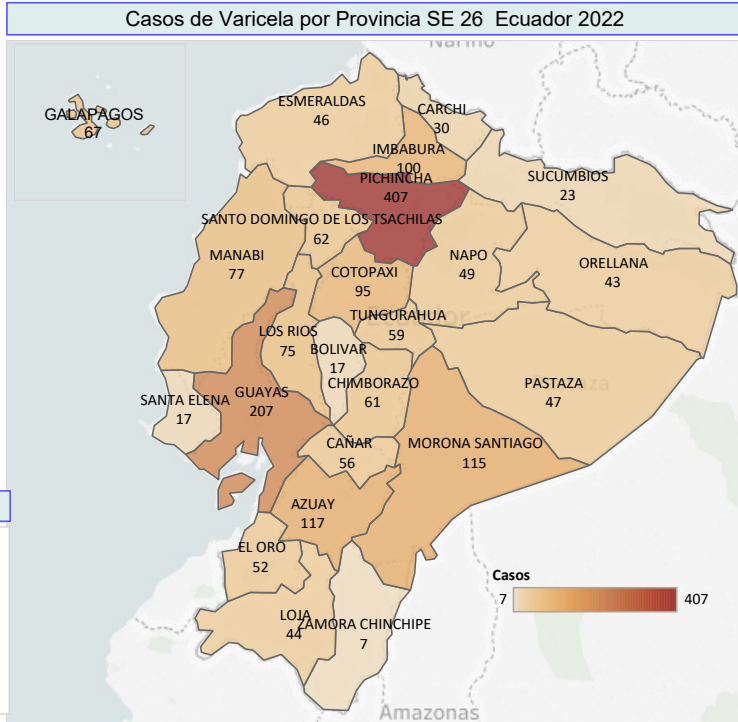 Casos de Varicela por Provincia SE 26 Ecuador 2022
Nariño
GALAPAGOS
67
ESMERALDAS
46
CARCHI
30
IMBABURA
100
PICHINCHA
407
SUCUMBIOS
23
SANTO DOMINGO DE LOS TSACHILAS
62
MANABI
77
NAPO
49
ORELLANA
43
COTOPAXI
95
Ecuador
TUNGURAHUA
59
LOS RIOS
75
BOLIVAR
17
CHIMBORAZO
61
PASTAZA
47
SANTA ELENA
17
GUAYAS
207
CAÑAR
56
MORONA SANTIAGO
115
AZUAY
117
EL ORO
52
LOJA
44
ZAMORA CHINCHIPE
7
Casos
7 407
Amazonas